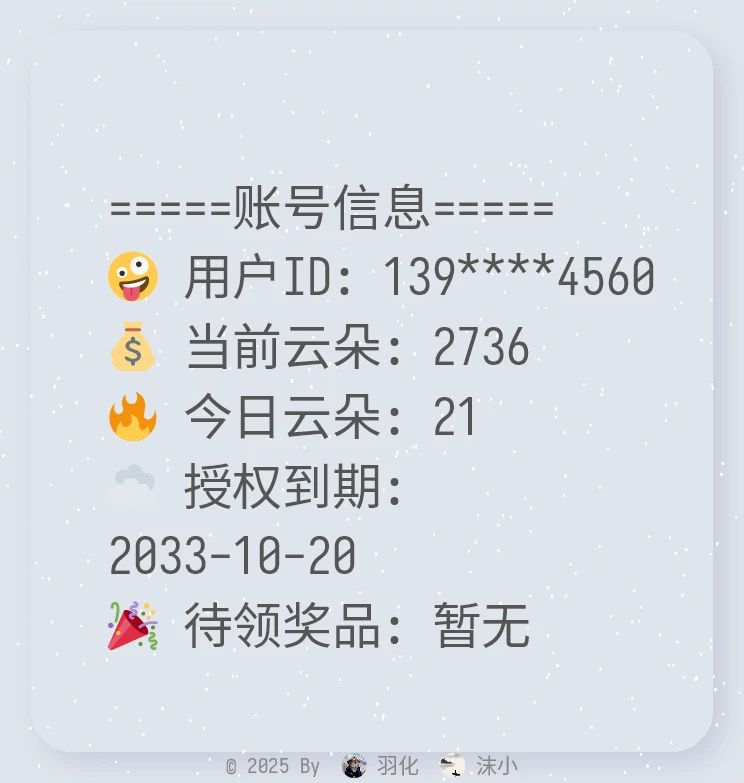 =====账号信息=====
🤪 用户ID: 139****4560
💰 当前云朵: 2736
🔥 今日云朵: 21
☁️ 授权到期:
2033-10-20
🎉 待领奖品: 暂无
© 2025 By 羽化 沫小